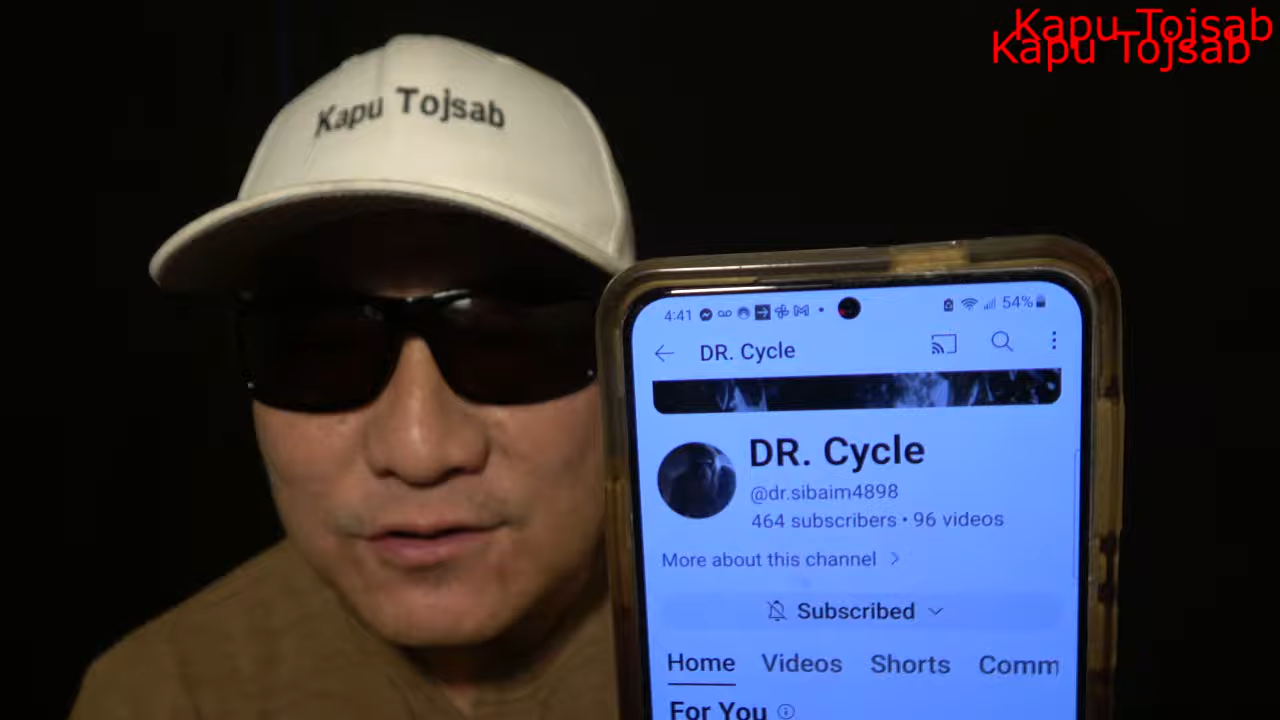 Kapu Tojsab
Kapu Tojsab
Kapu Tojsab
4:41
54%
DR. Cycle
DR. Cycle
@dr.sibaim4898
464 subscribers • 96 videos
More about this channel
Subscribed
Home Videos Shorts Comm
For You